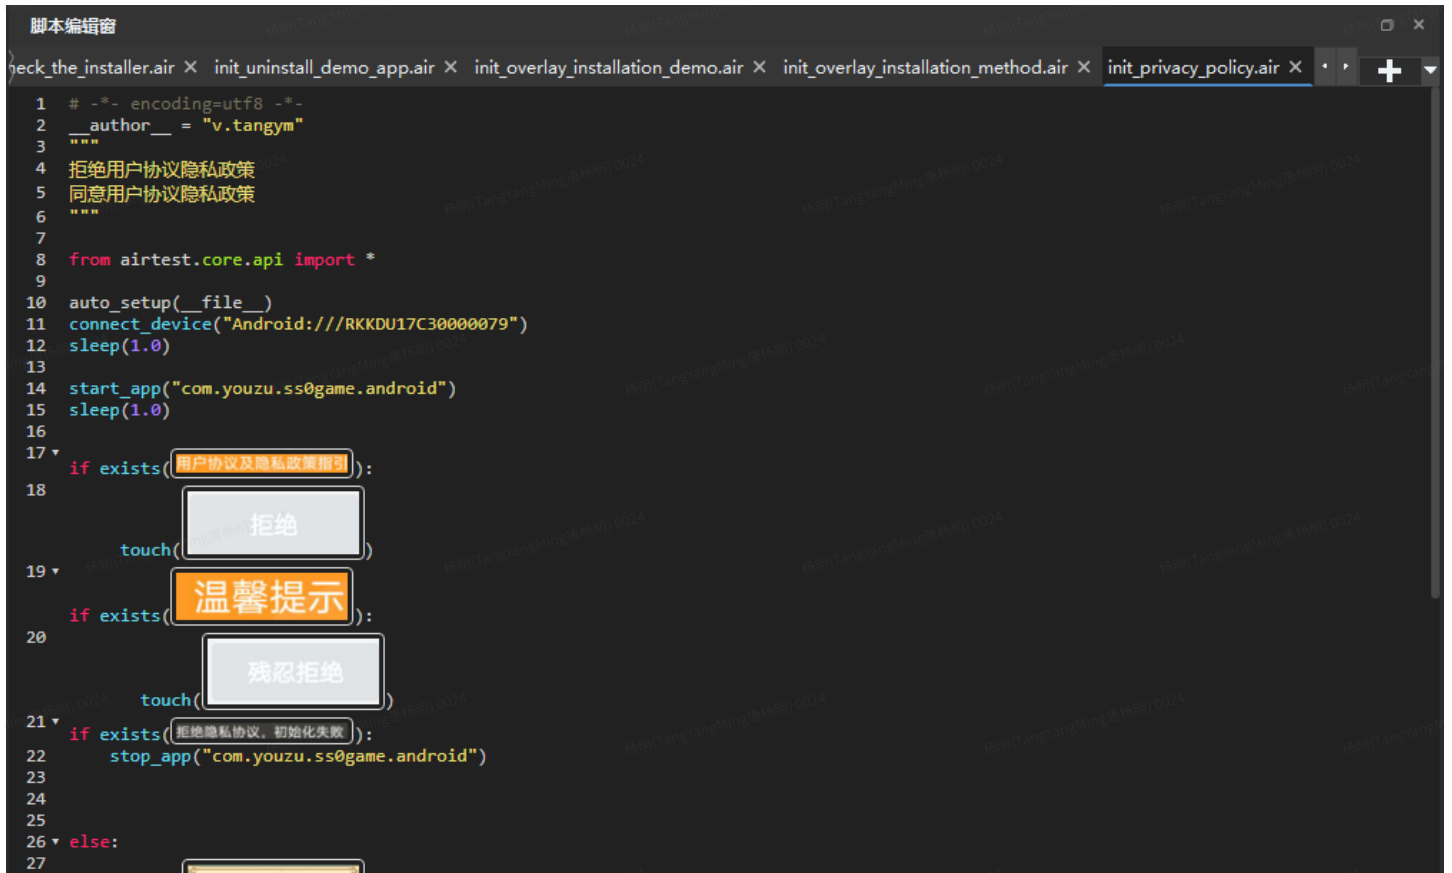 脚本编辑窗
heck_the_installer.air init_uninstall_demo_app.air init_overlay_installation_demo.air init_overlay_installation_method.air init_privacy_policy.air
1 # -*- encoding=utf8 -*-
2 __author__ = "v.tangym"
3 """
4 拒绝用户协议隐私政策
5 同意用户协议隐私政策
6 """
7
8 from airtest.core.api import *
9
10 auto_setup(__file__)
11 connect_device("Android:///RKKDU17C30000079")
12 sleep(1.0)
13
14 start_app("com.youzu.ss0game.android")
15 sleep(1.0)
16
17 if exists(用户协议及隐私政策指引):
18 touch(拒绝)
19 if exists(温馨提示):
20 touch(残忍拒绝)
21 if exists(拒绝隐私协议，初始化失败):
22 stop_app("com.youzu.ss0game.android")
23
24
25
26 else:
27